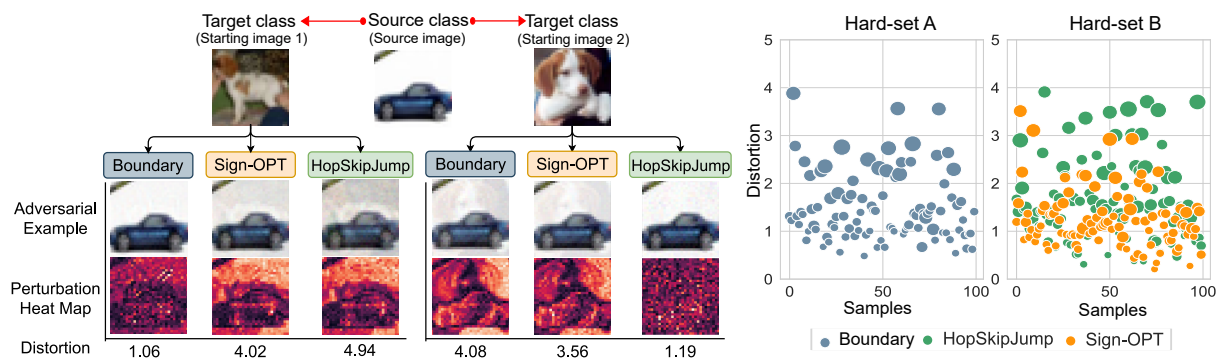 Target class
(Starting image 1)
Source class
(Source image)
Target class
(Starting image 2)
Boundary
Sign-OPT
HopSkipJump
Boundary
Sign-OPT
HopSkipJump
Adversarial
Example
Perturbation
Heat Map
Distortion
1.06
4.02
4.94
4.08
3.56
1.19
Hard-set A
Distortion
5
4
3
2
1
0
0
50
100
Samples
Hard-set B
5
4
3
2
1
0
0
50
100
Samples
Boundary
HopSkipJump
Sign-OPT